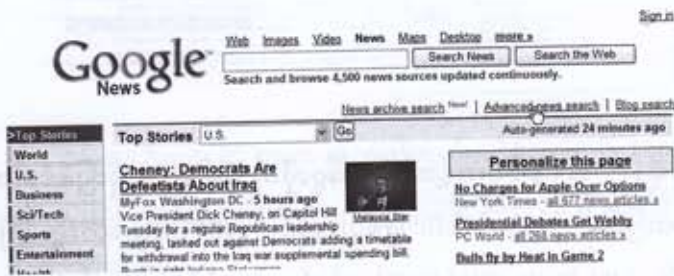 Sign in
Web Images Video News Maps Desktop more »
Google
News
Search News Search the Web
Search and browse 4,500 news sources updated continuously.
News archive search New! | Advanced news search | Blog search
>Top Stories
World
U.S.
Business
Sci/Tech
Sports
Entertainment
Health
Top Stories U.S. Go
Auto-generated 24 minutes ago
Cheney: Democrats Are
Defeatists About Iraq
MyFox Washington DC - 5 hours ago
Vice President Dick Cheney, on Capitol Hill
Tuesday for a regular Republican leadership
meeting, lashed out against Democrats adding a timetable
for withdrawal into the Iraq war supplemental spending bill.
Malaysia Star
Personalize this page
No Charges for Apple Over Options
New York Times - all 677 news articles »
Presidential Debates Get Webby
PC World - all 268 news articles »
Bulls fly by Heat in Game 2